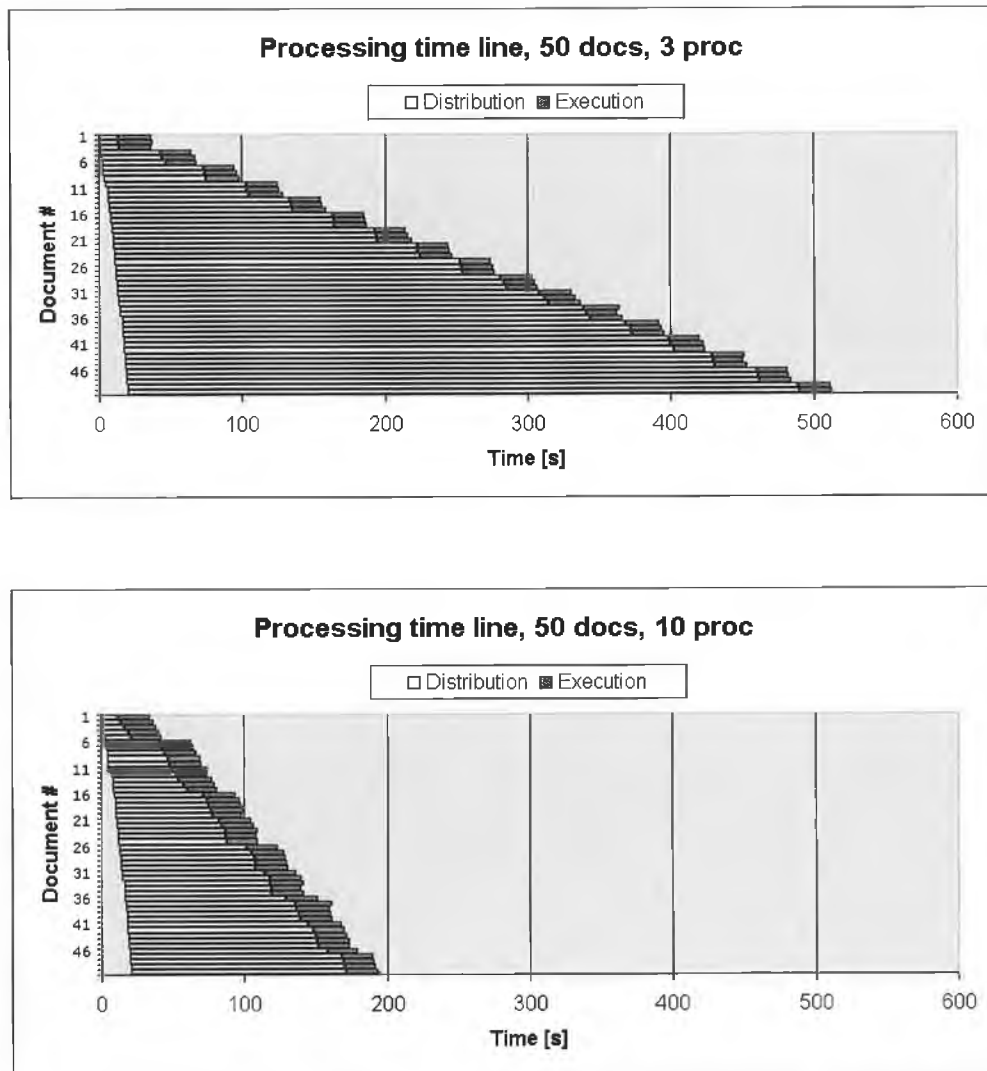 Processing time line, 50 docs, 3 proc
Distribution Execution
Document #
1
6
11
16
21
26
31
36
41
46
0 100 200 300 400 500 600
Time [s]
Processing time line, 50 docs, 10 proc
Distribution Execution
Document #
1
6
11
16
21
26
31
36
41
46
0 100 200 300 400 500 600
Time [s]